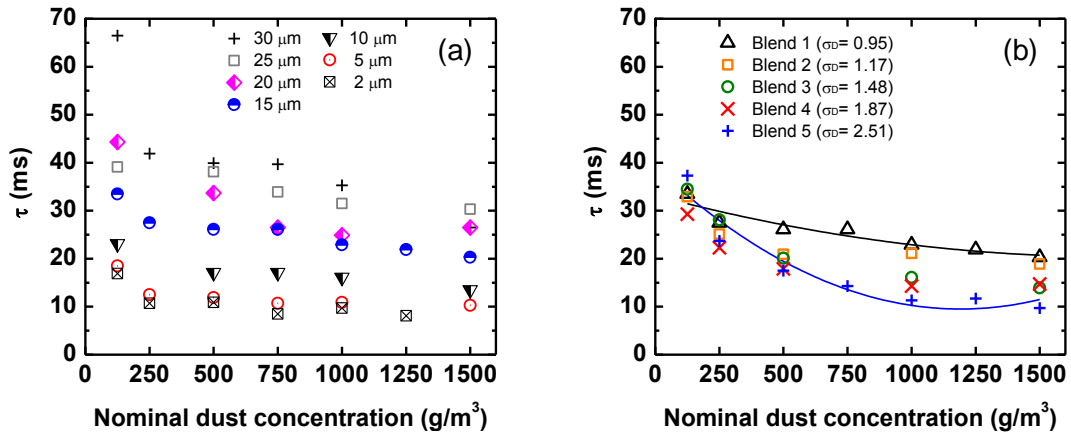 70
60
50
40
30
20
10
0
τ (ms)
(a)
30 μm
25 μm
20 μm
15 μm
10 μm
5 μm
2 μm
0 250 500 750 1000 1250 1500
Nominal dust concentration (g/m³)
70
60
50
40
30
20
10
0
τ (ms)
(b)
Blend 1 (σD= 0.95)
Blend 2 (σD= 1.17)
Blend 3 (σD= 1.48)
Blend 4 (σD= 1.87)
Blend 5 (σD= 2.51)
0 250 500 750 1000 1250 1500
Nominal dust concentration (g/m³)